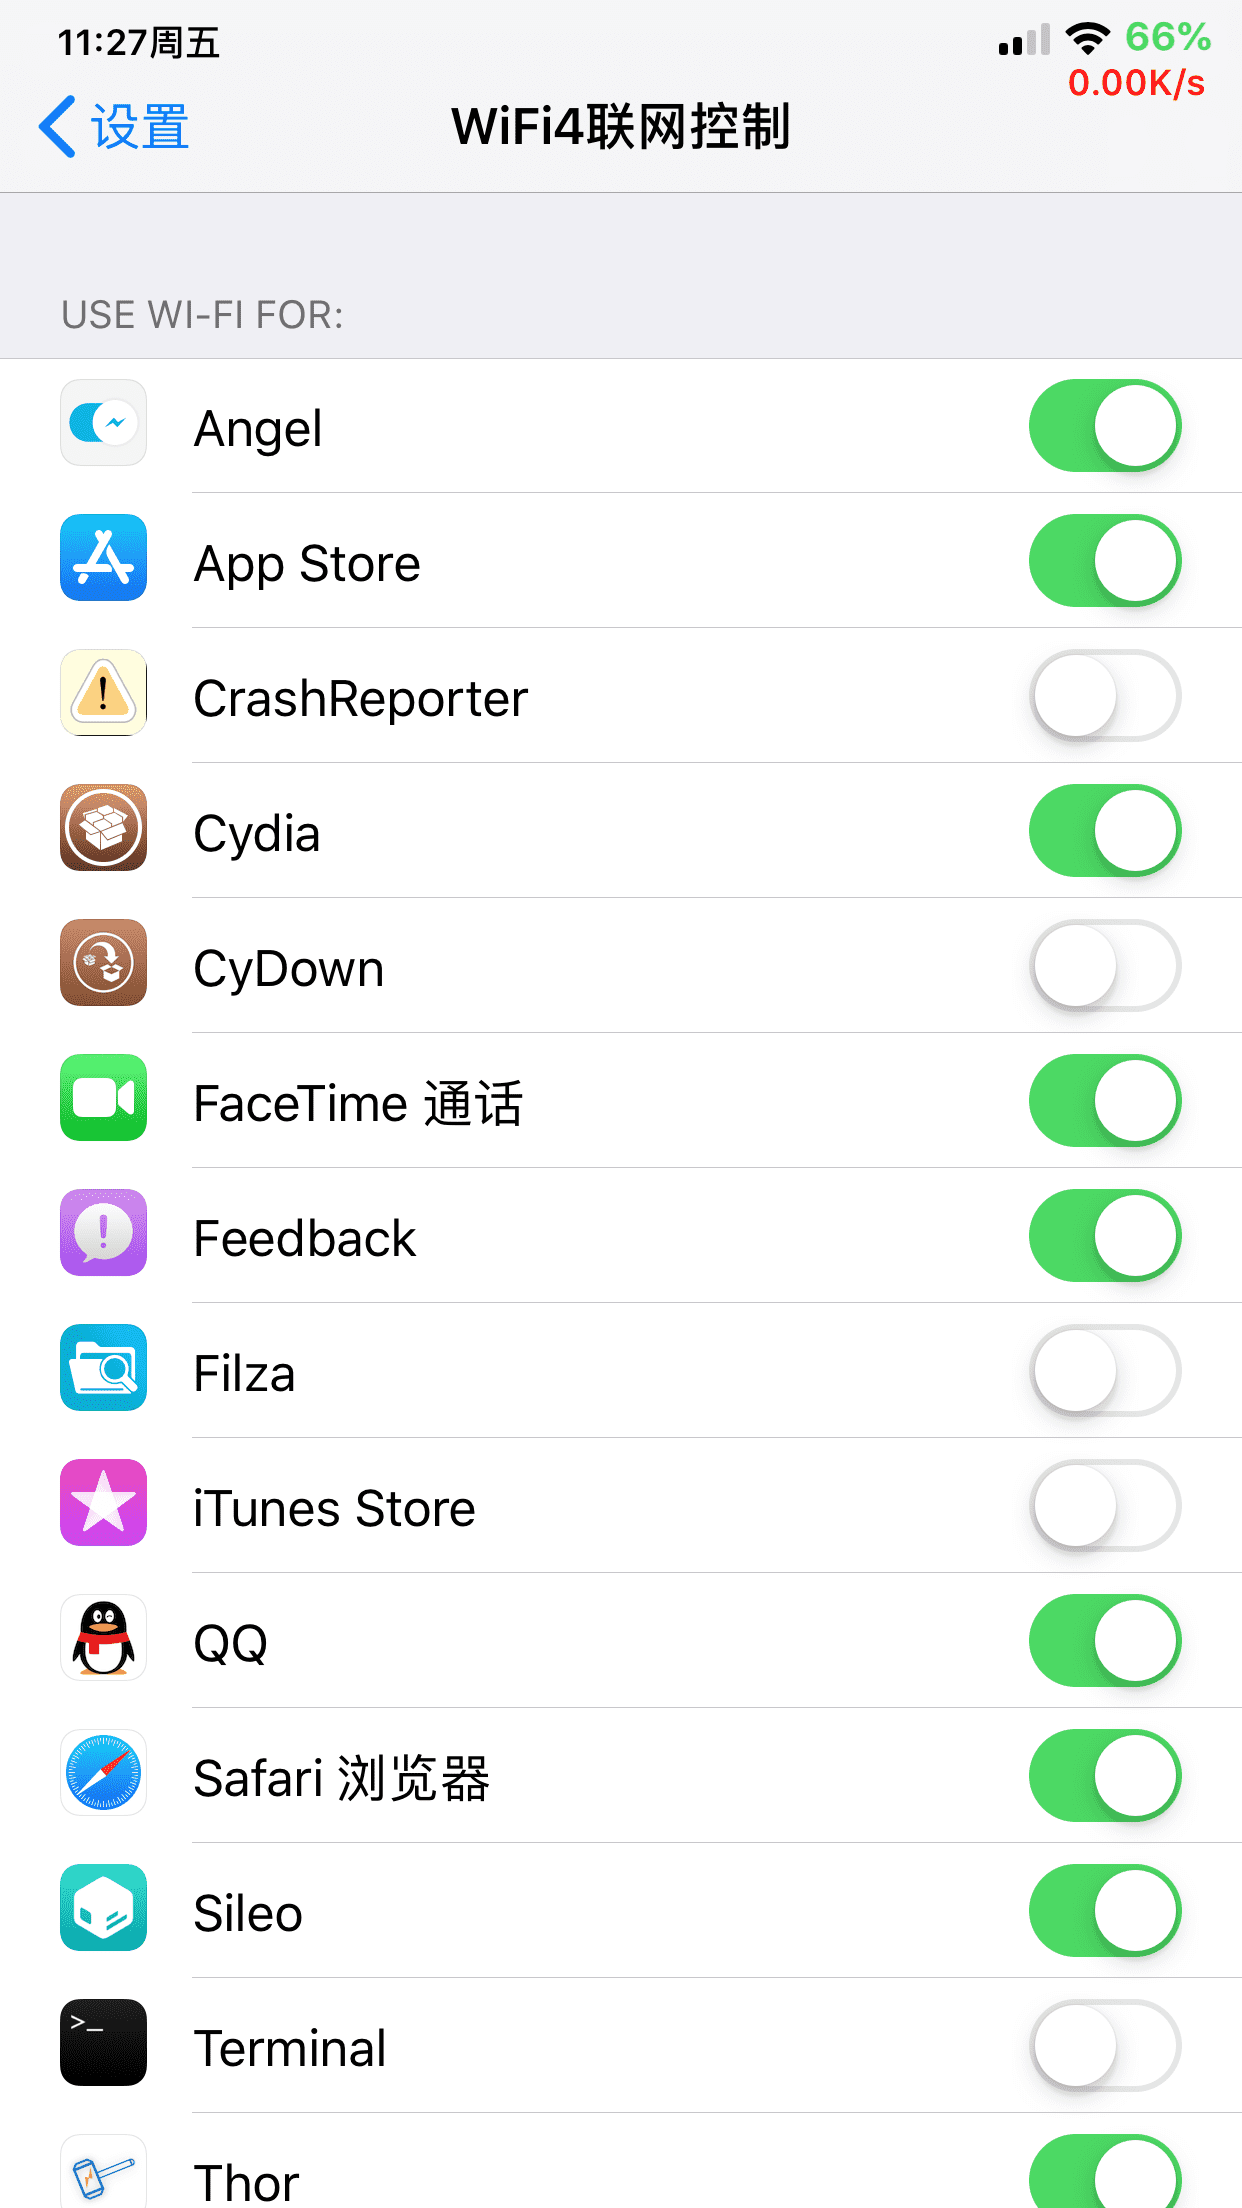 11:27周五
66%
0.00K/s
设置
WiFi4联网控制
USE WI-FI FOR:
Angel
App Store
CrashReporter
Cydia
CyDown
FaceTime 通话
Feedback
Filza
iTunes Store
QQ
Safari 浏览器
Sileo
>_
Terminal
Thor